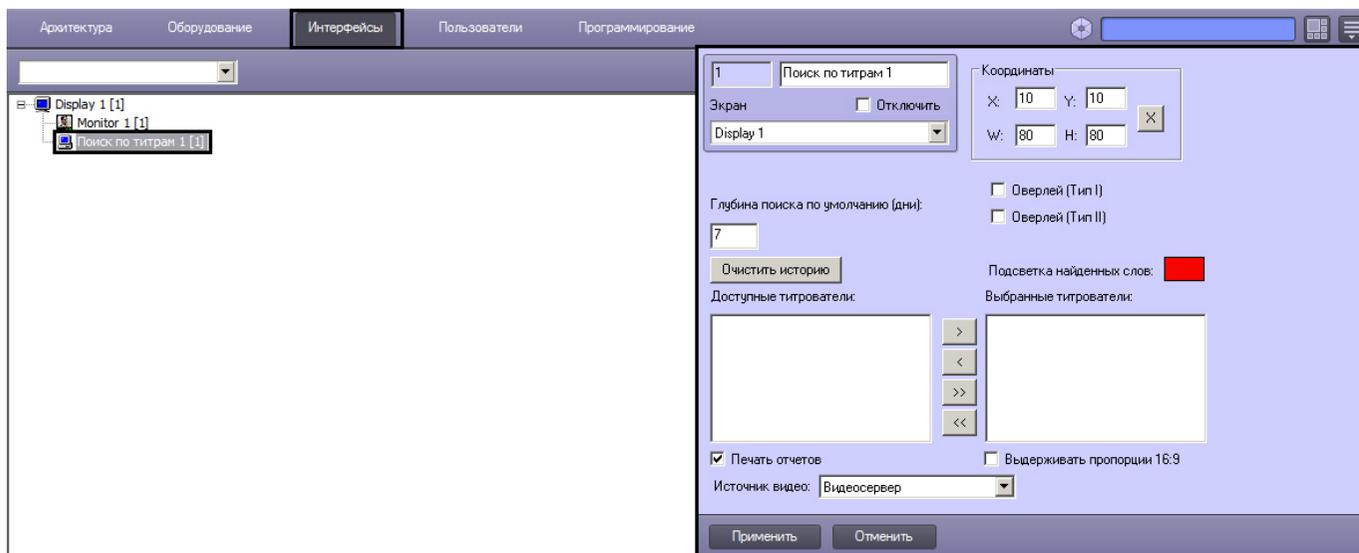 Архитектура Оборудование Интерфейсы Пользователи Программирование
Display 1 [1]
Monitor 1 [1]
Поиск по титрам 1 [1]
1 Поиск по титрам 1
Экран Отключить
Display 1
Координаты
X: 10 Y: 10
X
W: 80 H: 80
Оверлей (Тип I)
Оверлей (Тип II)
Глубина поиска по умолчанию (дни):
7
Очистить историю Подсветка найденных слов:
Доступные титрователи: Выбранные титрователи:
>
<
>>
<<
Печать отчетов Выдерживать пропорции 16:9
Источник видео: Видеосервер
Применить Отменить